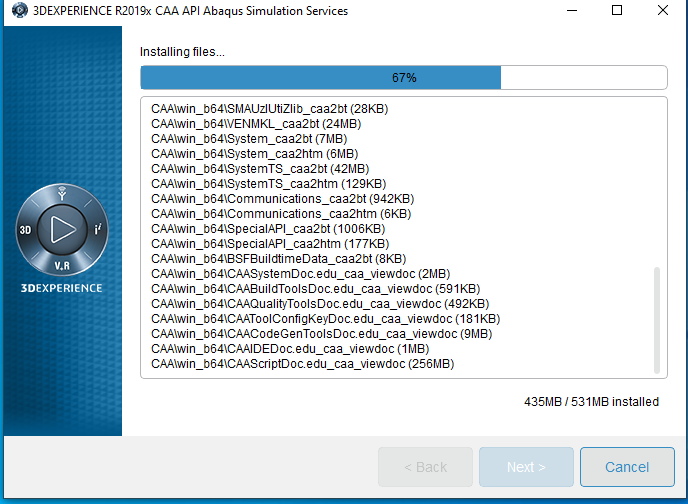 3DEXPERIENCE R2019x CAA API Abaqus Simulation Services
Installing files...
67%
CAA\win_b64\SMAUzlUtiZlib_caa2bt (28KB)
CAA\win_b64\VENMKL_caa2bt (24MB)
CAA\win_b64\System_caa2bt (7MB)
CAA\win_b64\System_caa2htm (6MB)
CAA\win_b64\SystemTS_caa2bt (42MB)
CAA\win_b64\SystemTS_caa2htm (129KB)
CAA\win_b64\Communications_caa2bt (942KB)
CAA\win_b64\Communications_caa2htm (6KB)
CAA\win_b64\SpecialAPI_caa2bt (1006KB)
CAA\win_b64\SpecialAPI_caa2htm (177KB)
CAA\win_b64\BSFBuildtimeData_caa2bt (8KB)
CAA\win_b64\CAASystemDoc.edu_caa_viewdoc (2MB)
CAA\win_b64\CAABuildToolsDoc.edu_caa_viewdoc (591KB)
CAA\win_b64\CAAQualityToolsDoc.edu_caa_viewdoc (492KB)
CAA\win_b64\CAAToolConfigKeyDoc.edu_caa_viewdoc (181KB)
CAA\win_b64\CAACodeGenToolsDoc.edu_caa_viewdoc (9MB)
CAA\win_b64\CAAIDEDoc.edu_caa_viewdoc (1MB)
CAA\win_b64\CAAScriptDoc.edu_caa_viewdoc (256MB)
3D
i²
V.R
3DEXPERIENCE
435MB / 531MB installed
< Back
Next >
Cancel